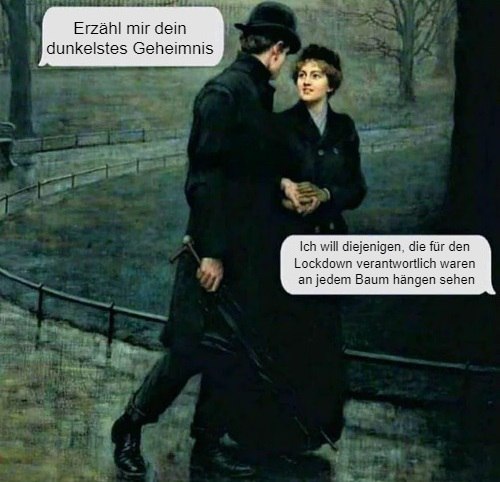 Erzähl mir dein
dunkelstes Geheimnis
Ich will diejenigen, die für den
Lockdown verantwortlich waren
an jedem Baum hängen sehen